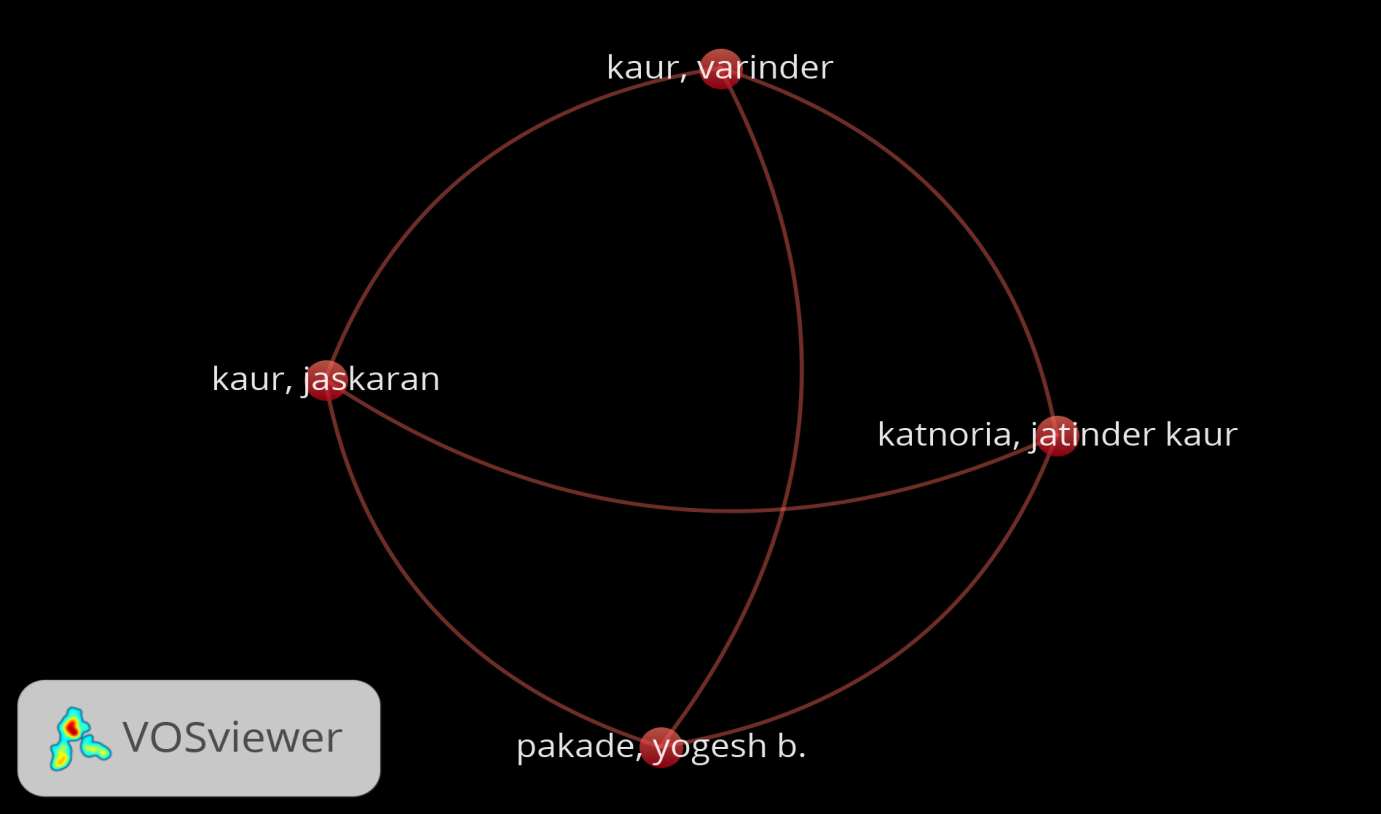 kaur, varinder
kaur, jaskaran
katnoria, jatinder kaur
pakade, yogesh b.
VOSviewer